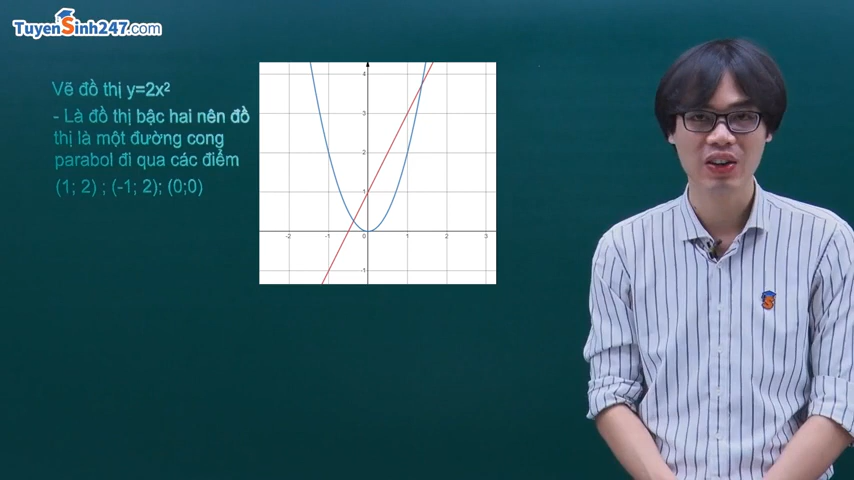 TuyenSinh247.com
Vẽ đồ thị y=2x²
- Là đồ thị bậc hai nên đồ
thị là một đường cong
parabol đi qua các điểm
(1; 2) ; (-1; 2); (0;0)
4
3
2
1
-2 -1 0 1 2 3
-1